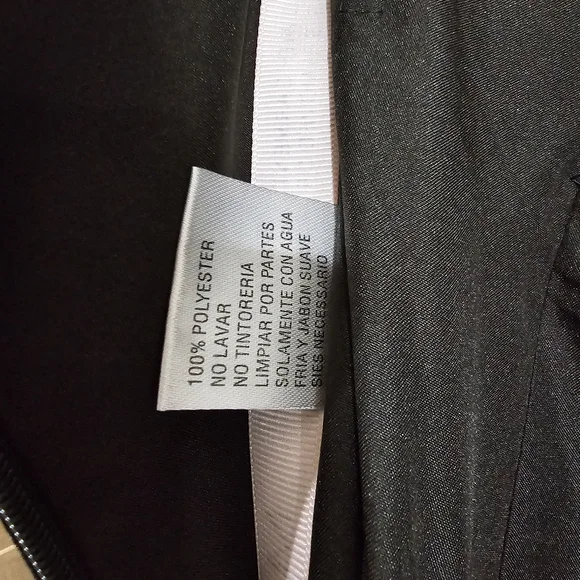 100% POLYESTER
NO LAVAR
NO TINTORERIA
LIMPIAR POR PARTES
SOLAMENTE CON AGUA
FRIA Y JABON SUAVE
SIES NECESSARIO